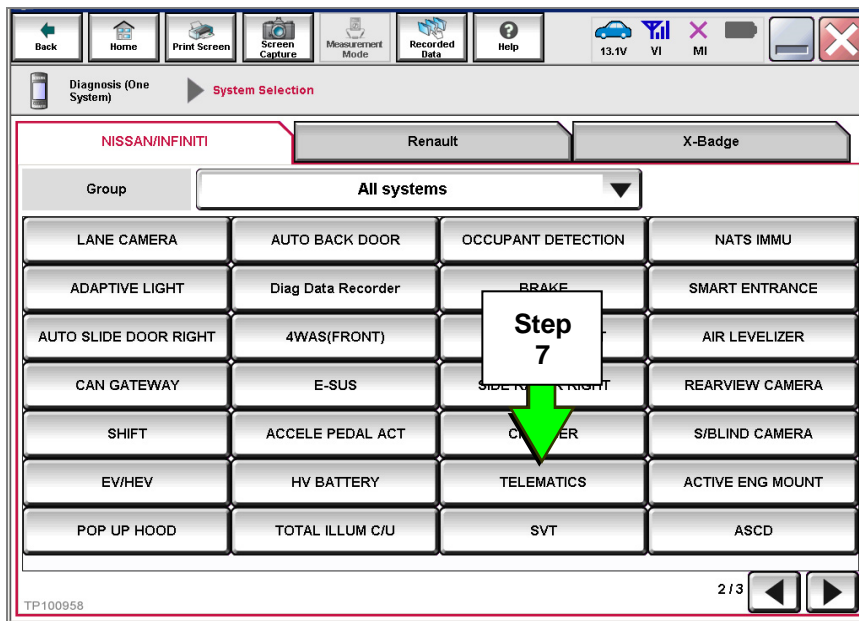 Back
Home
Print Screen
Screen
Capture
Measurement
Mode
Recorded
Data
Help
13.1V
VI
MI
Diagnosis (One
System)
System Selection
NISSAN/INFINITI
Renault
X-Badge
Group
All systems
LANE CAMERA
AUTO BACK DOOR
OCCUPANT DETECTION
NATS IMMU
ADAPTIVE LIGHT
Diag Data Recorder
BRAKE
SMART ENTRANCE
Step
7
AUTO SLIDE DOOR RIGHT
4WAS(FRONT)
AIR LEVELIZER
CAN GATEWAY
E-SUS
RIGHT
REARVIEW CAMERA
SHIFT
ACCELE PEDAL ACT
S/BLIND CAMERA
EV/HEV
HV BATTERY
TELEMATICS
ACTIVE ENG MOUNT
POP UP HOOD
TOTAL ILLUM C/U
SVT
ASCD
2/3
TP100958